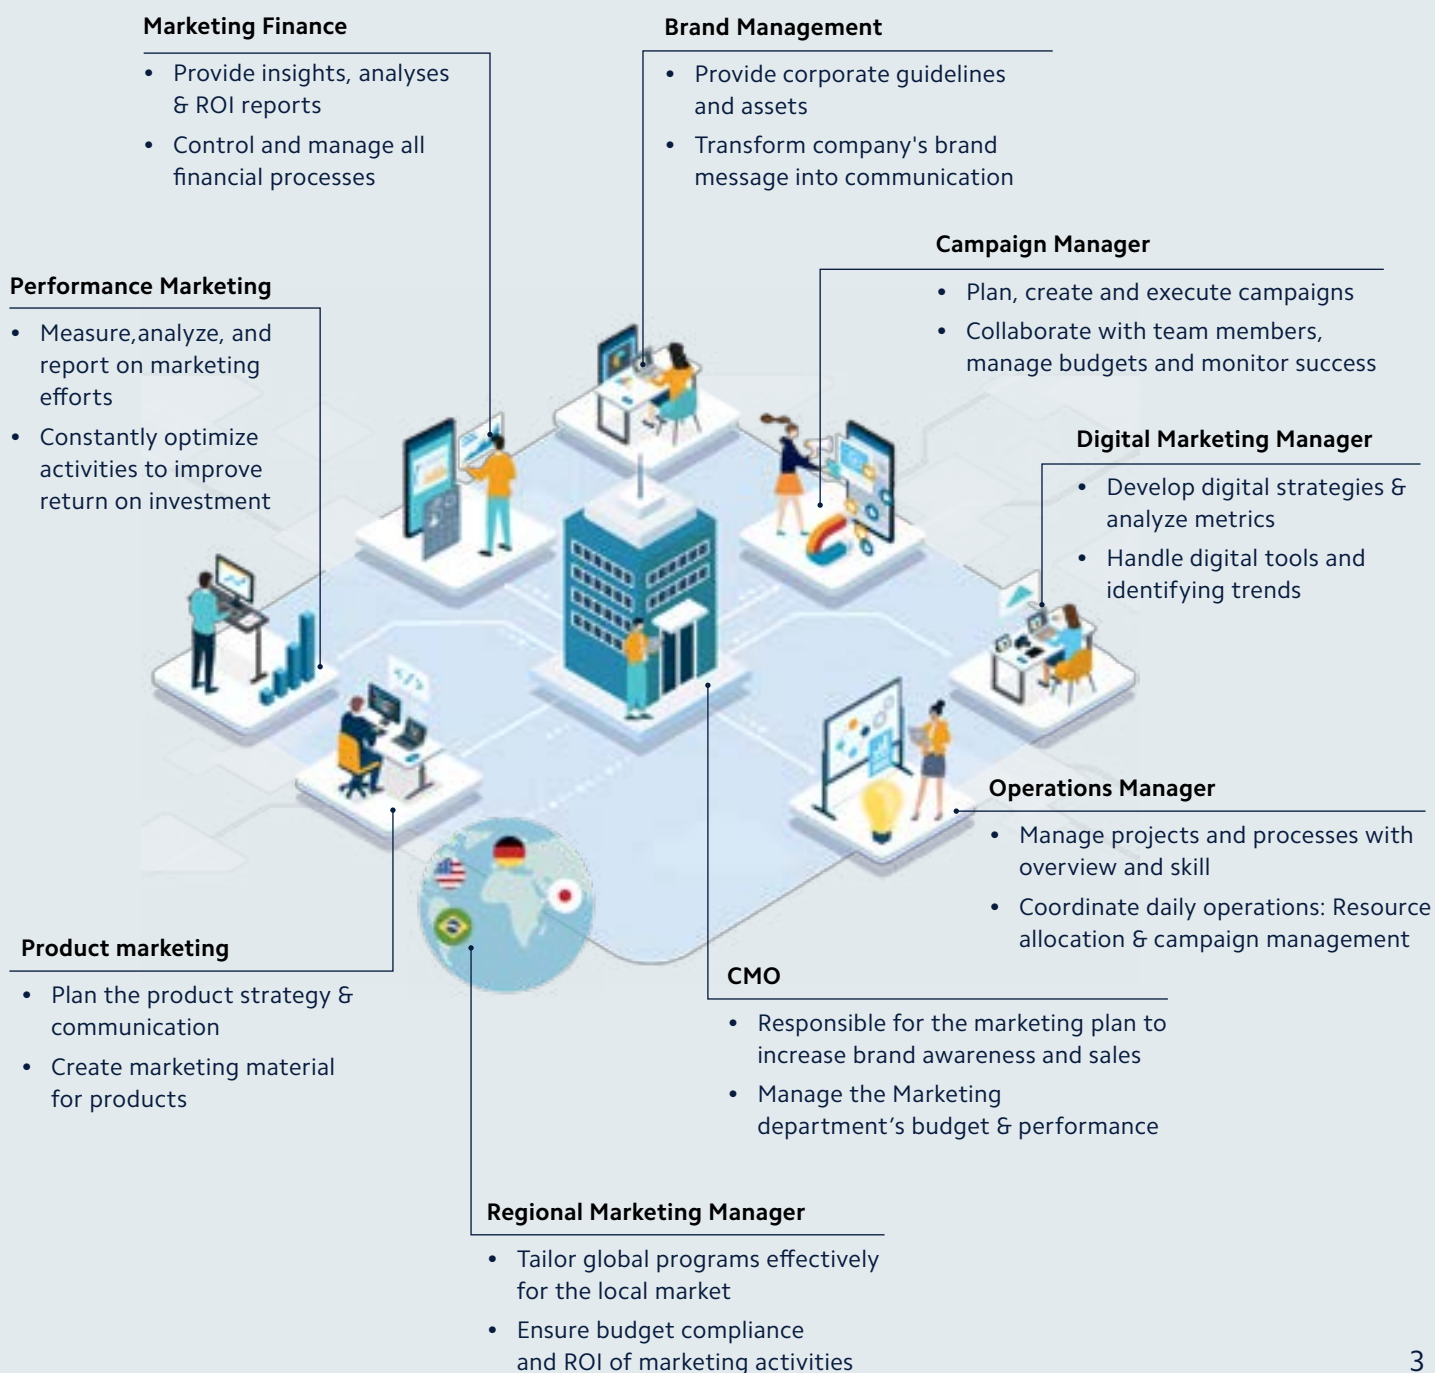 Marketing Finance
• Provide insights, analyses
& ROI reports
• Control and manage all
financial processes
Brand Management
• Provide corporate guidelines
and assets
• Transform company's brand
message into communication
Campaign Manager
• Plan, create and execute campaigns
• Collaborate with team members,
manage budgets and monitor success
Performance Marketing
• Measure,analyze, and
report on marketing
efforts
• Constantly optimize
activities to improve
return on investment
Digital Marketing Manager
• Develop digital strategies &
analyze metrics
• Handle digital tools and
identifying trends
</>
Operations Manager
• Manage projects and processes with
overview and skill
• Coordinate daily operations: Resource
allocation & campaign management
Product marketing
• Plan the product strategy &
communication
• Create marketing material
for products
CMO
• Responsible for the marketing plan to
increase brand awareness and sales
• Manage the Marketing
department’s budget & performance
Regional Marketing Manager
• Tailor global programs effectively
for the local market
• Ensure budget compliance
and ROI of marketing activities
3